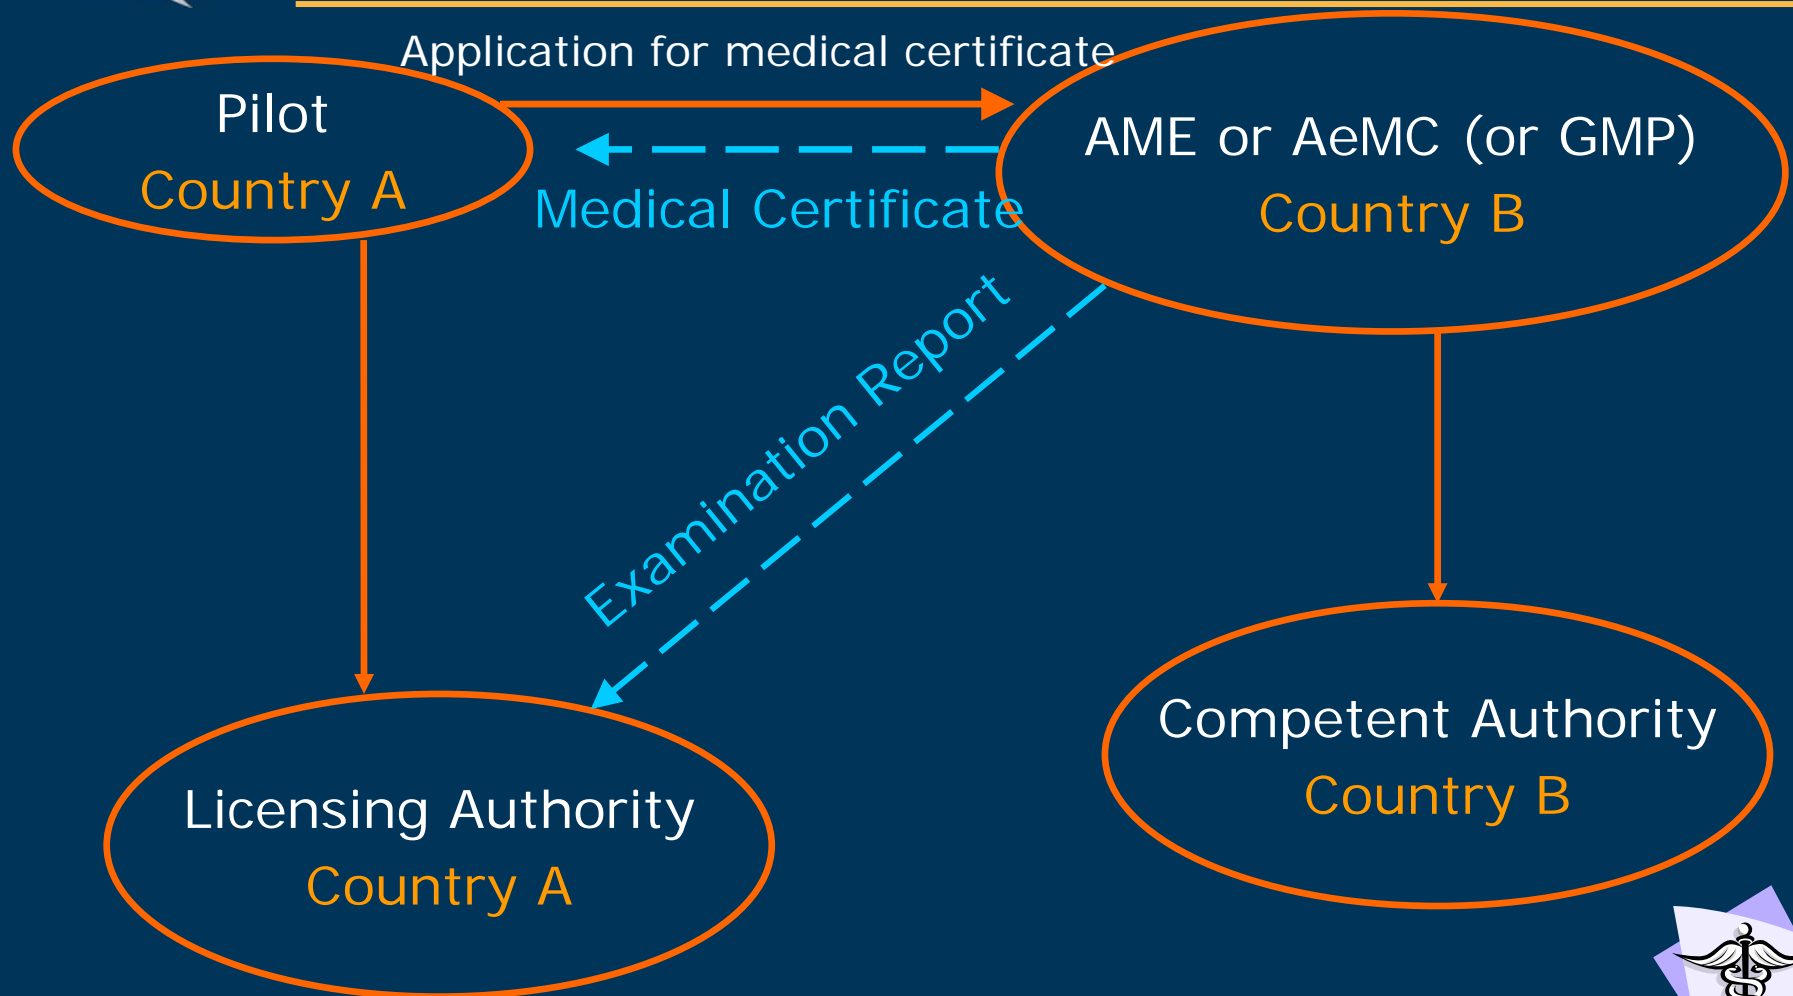 Application for medical certificate
Pilot
Country A
AME or AeMC (or GMP)
Country B
Medical Certificate
Examination Report
Competent Authority
Country B
Licensing Authority
Country A